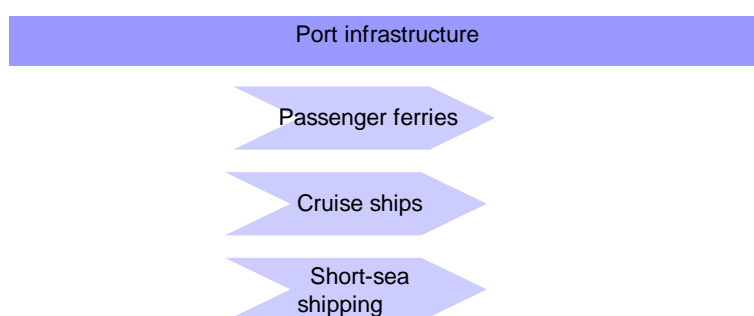 Port infrastructure
Passenger ferries
Cruise ships
Short-sea
shipping